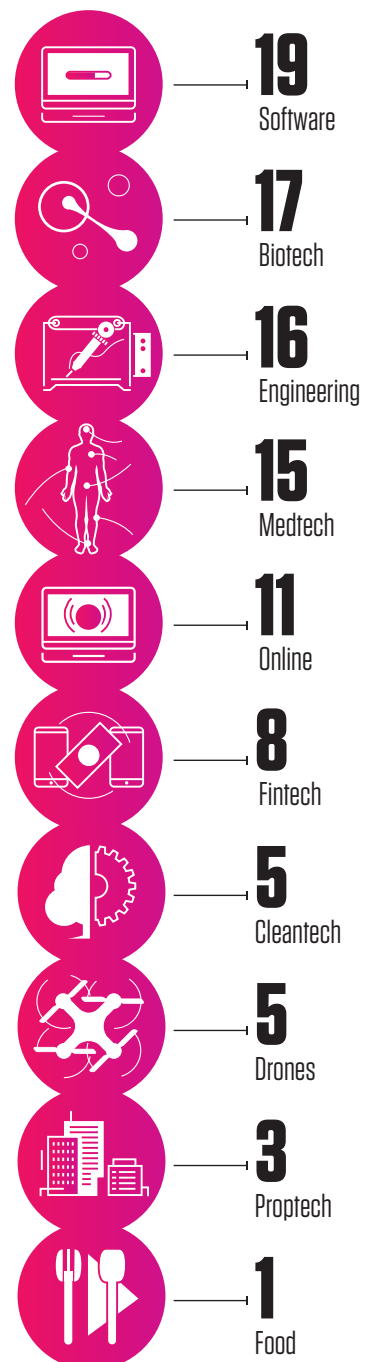 19
Software
17
Biotech
16
Engineering
15
Medtech
11
Online
8
Fintech
5
Cleantech
5
Drones
3
Proptech
1
Food